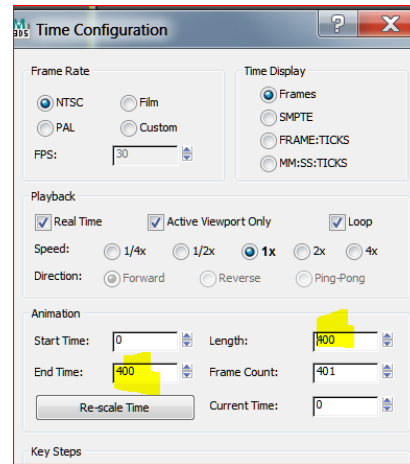 Time Configuration
Frame Rate
Time Display
NTSC Film
Frames
PAL Custom
SMPTE
FPS: 30
FRAME:TICKS
MM:SS:TICKS
Playback
Real Time Active Viewport Only Loop
Speed: 1/4x 1/2x 1x 2x 4x
Direction: Forward Reverse Ping-Pong
Animation
Start Time: 0 Length: 400
End Time: 400 Frame Count: 401
Re-scale Time Current Time: 0
Key Steps